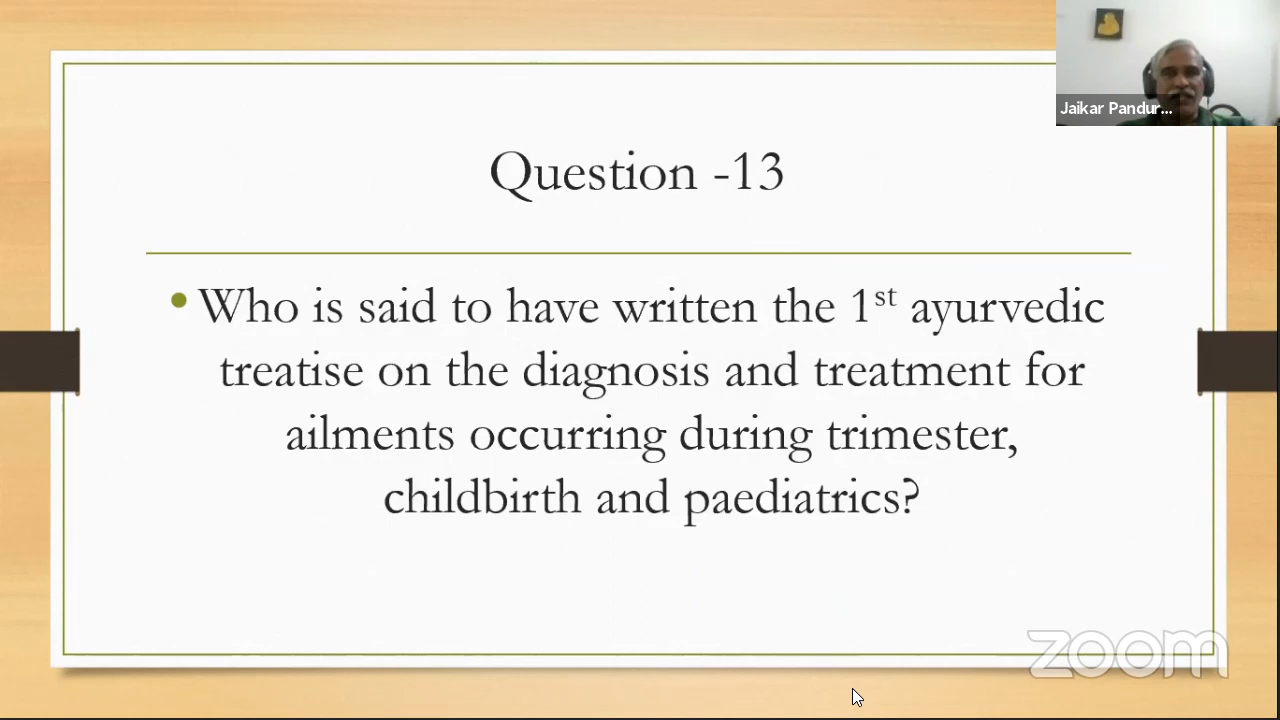 Jaikar Pandur...
Question -13
• Who is said to have written the 1st ayurvedic
treatise on the diagnosis and treatment for
ailments occurring during trimester,
childbirth and paediatrics?
zoom